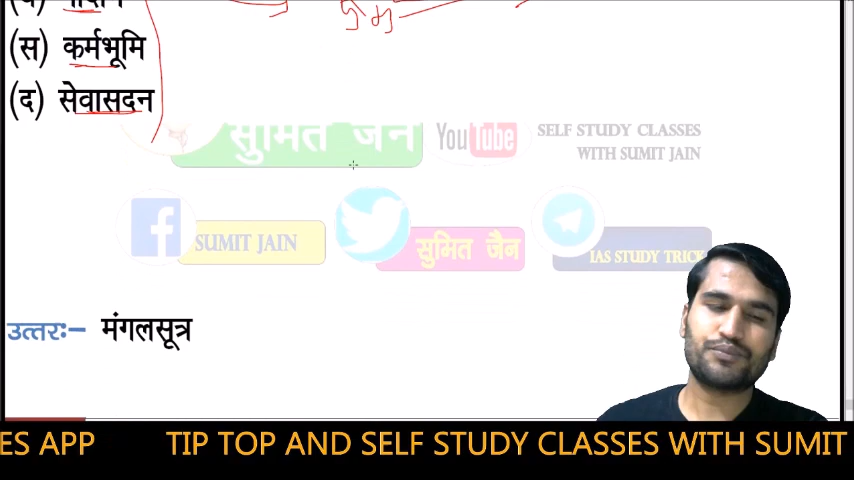 प्रेम
(स) कर्मभूमि
(द) सेवासदन
सुमित जैन YouTube SELF STUDY CLASSES
WITH SUMIT JAIN
SUMIT JAIN सुमित जैन IAS STUDY TRICK
उत्तरः– मंगलसूत्र
ES APP TIP TOP AND SELF STUDY CLASSES WITH SUMIT